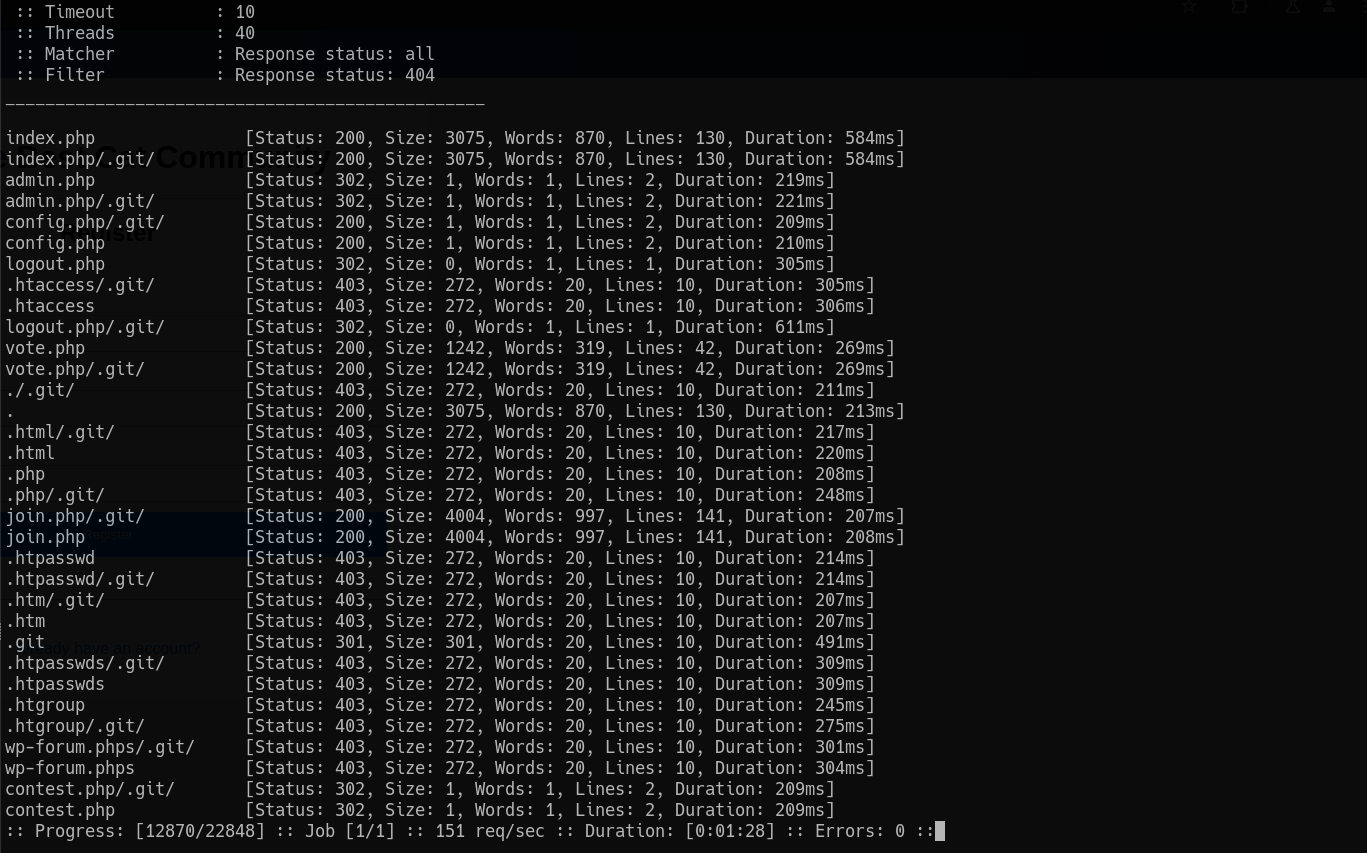 :: Timeout : 10
:: Threads : 40
:: Matcher : Response status: all
:: Filter : Response status: 404
________________________________________________
index.php [Status: 200, Size: 3075, Words: 870, Lines: 130, Duration: 584ms]
index.php/.git/ [Status: 200, Size: 3075, Words: 870, Lines: 130, Duration: 584ms]
admin.php [Status: 302, Size: 1, Words: 1, Lines: 2, Duration: 219ms]
admin.php/.git/ [Status: 302, Size: 1, Words: 1, Lines: 2, Duration: 221ms]
config.php/.git/ [Status: 200, Size: 1, Words: 1, Lines: 2, Duration: 209ms]
config.php [Status: 200, Size: 1, Words: 1, Lines: 2, Duration: 210ms]
logout.php [Status: 302, Size: 0, Words: 1, Lines: 1, Duration: 305ms]
.htaccess/.git/ [Status: 403, Size: 272, Words: 20, Lines: 10, Duration: 305ms]
.htaccess [Status: 403, Size: 272, Words: 20, Lines: 10, Duration: 306ms]
logout.php/.git/ [Status: 302, Size: 0, Words: 1, Lines: 1, Duration: 611ms]
vote.php [Status: 200, Size: 1242, Words: 319, Lines: 42, Duration: 269ms]
vote.php/.git/ [Status: 200, Size: 1242, Words: 319, Lines: 42, Duration: 269ms]
./.git/ [Status: 403, Size: 272, Words: 20, Lines: 10, Duration: 211ms]
. [Status: 200, Size: 3075, Words: 870, Lines: 130, Duration: 213ms]
.html/.git/ [Status: 403, Size: 272, Words: 20, Lines: 10, Duration: 217ms]
.html [Status: 403, Size: 272, Words: 20, Lines: 10, Duration: 220ms]
.php [Status: 403, Size: 272, Words: 20, Lines: 10, Duration: 208ms]
.php/.git/ [Status: 403, Size: 272, Words: 20, Lines: 10, Duration: 248ms]
join.php/.git/ [Status: 200, Size: 4004, Words: 997, Lines: 141, Duration: 207ms]
join.php [Status: 200, Size: 4004, Words: 997, Lines: 141, Duration: 208ms]
.htpasswd [Status: 403, Size: 272, Words: 20, Lines: 10, Duration: 214ms]
.htpasswd/.git/ [Status: 403, Size: 272, Words: 20, Lines: 10, Duration: 214ms]
.htm/.git/ [Status: 403, Size: 272, Words: 20, Lines: 10, Duration: 207ms]
.htm [Status: 403, Size: 272, Words: 20, Lines: 10, Duration: 207ms]
.git [Status: 301, Size: 301, Words: 20, Lines: 10, Duration: 491ms]
.htpasswds/.git/ [Status: 403, Size: 272, Words: 20, Lines: 10, Duration: 309ms]
.htpasswds [Status: 403, Size: 272, Words: 20, Lines: 10, Duration: 309ms]
.htgroup [Status: 403, Size: 272, Words: 20, Lines: 10, Duration: 245ms]
.htgroup/.git/ [Status: 403, Size: 272, Words: 20, Lines: 10, Duration: 275ms]
wp-forum.phps/.git/ [Status: 403, Size: 272, Words: 20, Lines: 10, Duration: 301ms]
wp-forum.phps [Status: 403, Size: 272, Words: 20, Lines: 10, Duration: 304ms]
contest.php/.git/ [Status: 302, Size: 1, Words: 1, Lines: 2, Duration: 209ms]
contest.php [Status: 302, Size: 1, Words: 1, Lines: 2, Duration: 209ms]
:: Progress: [12870/22848] :: Job [1/1] :: 151 req/sec :: Duration: [0:01:28] :: Errors: 0 ::